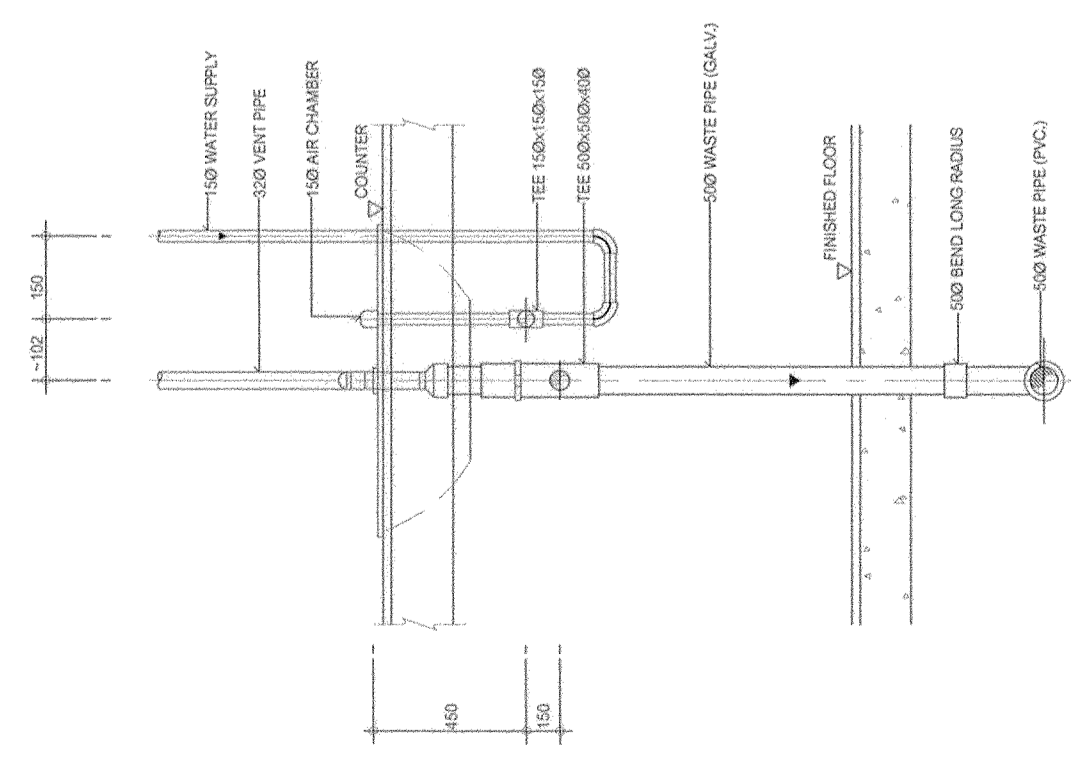 15Ø WATER SUPPLY
32Ø VENT PIPE
15Ø AIR CHAMBER
COUNTER
TEE 15Øx15Øx15Ø
TEE 50Øx50Øx40Ø
50Ø WASTE PIPE (GALV.)
FINISHED FLOOR
50Ø BEND LONG RADIUS
50Ø WASTE PIPE (PVC.)
150
~102
450
150